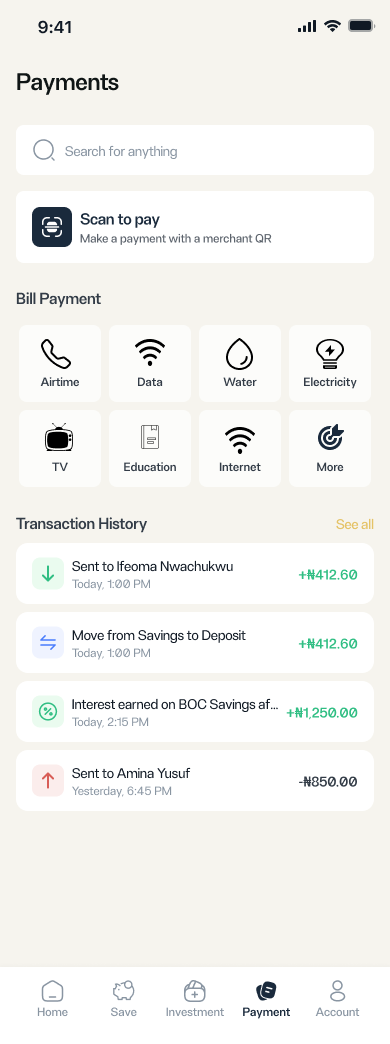 9:41
Payments
Search for anything
Scan to pay
Make a payment with a merchant QR
Bill Payment
Airtime
Data
Water
Electricity
TV
Education
Internet
More
Transaction History
See all
Sent to Ifeoma Nwachukwu
+₦412.60
Today, 1:00 PM
Move from Savings to Deposit
+₦412.60
Today, 1:00 PM
Interest earned on BOC Savings af...
+₦1,250.00
Today, 2:15 PM
Sent to Amina Yusuf
-₦850.00
Yesterday, 6:45 PM
Home
Save
Investment
Payment
Account